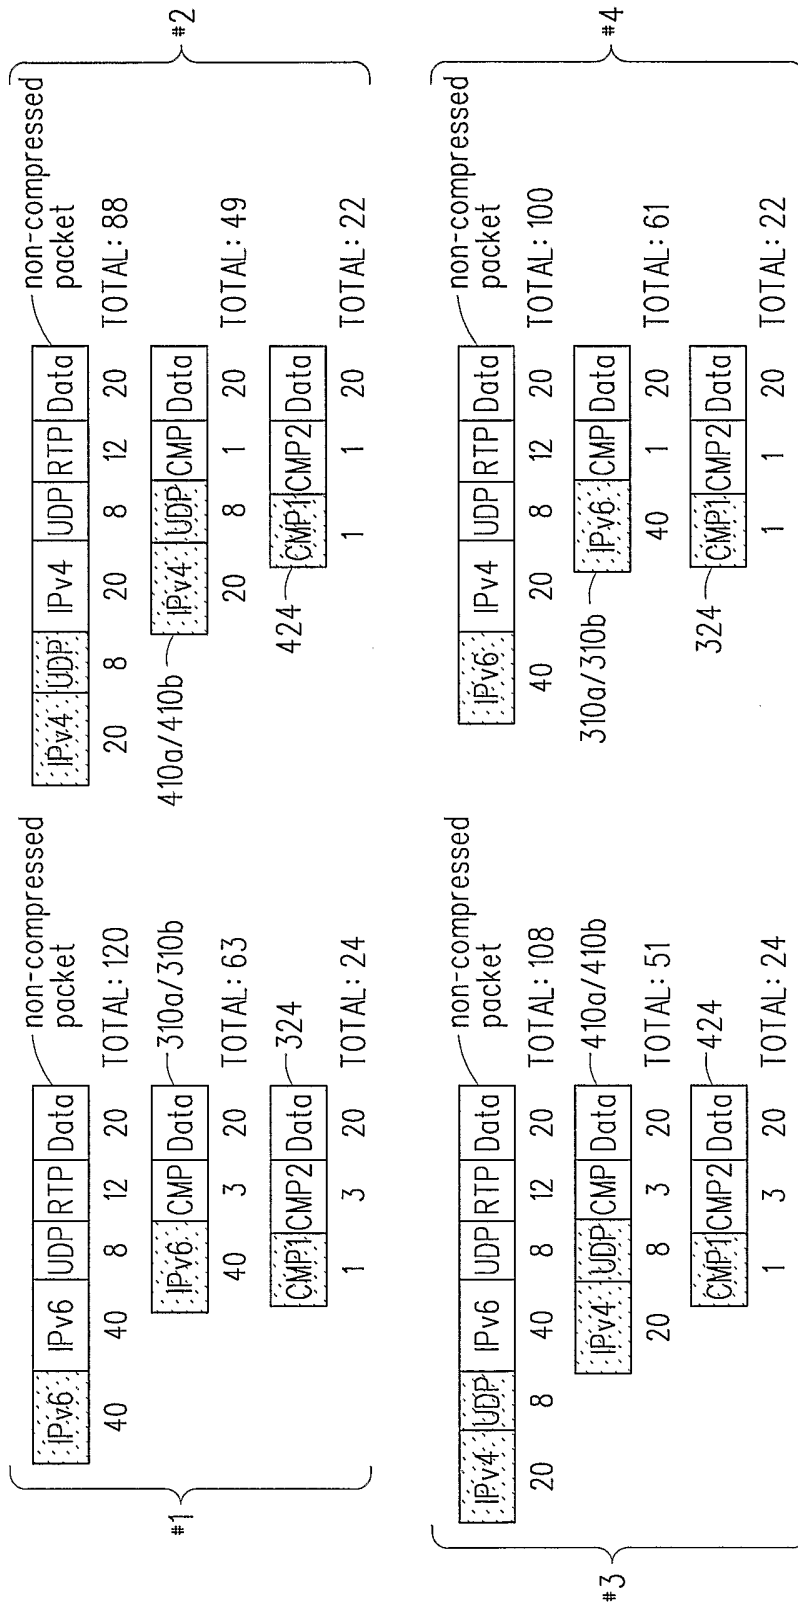 #1
non-compressed
packet
IPv6 IPv6 UDP RTP Data
40 40 8 12 20 TOTAL: 120
310a/310b
IPv6 CMP Data
40 3 20 TOTAL: 63
324
CMP1 CMP2 Data
1 3 20 TOTAL: 24
#2
non-compressed
packet
IPv4 UDP IPv4 UDP RTP Data
20 8 20 8 12 20 TOTAL: 88
410a/410b
IPv4 UDP CMP Data
20 8 1 20 TOTAL: 49
424
CMP1 CMP2 Data
1 1 20 TOTAL: 22
#3
non-compressed
packet
IPv4 UDP IPv6 UDP RTP Data
20 8 40 8 12 20 TOTAL: 108
410a/410b
IPv4 UDP CMP Data
20 8 3 20 TOTAL: 51
424
CMP1 CMP2 Data
1 3 20 TOTAL: 24
#4
non-compressed
packet
IPv6 IPv4 UDP RTP Data
40 20 8 12 20 TOTAL: 100
310a/310b
IPv6 CMP Data
40 1 20 TOTAL: 61
324
CMP1 CMP2 Data
1 1 20 TOTAL: 22